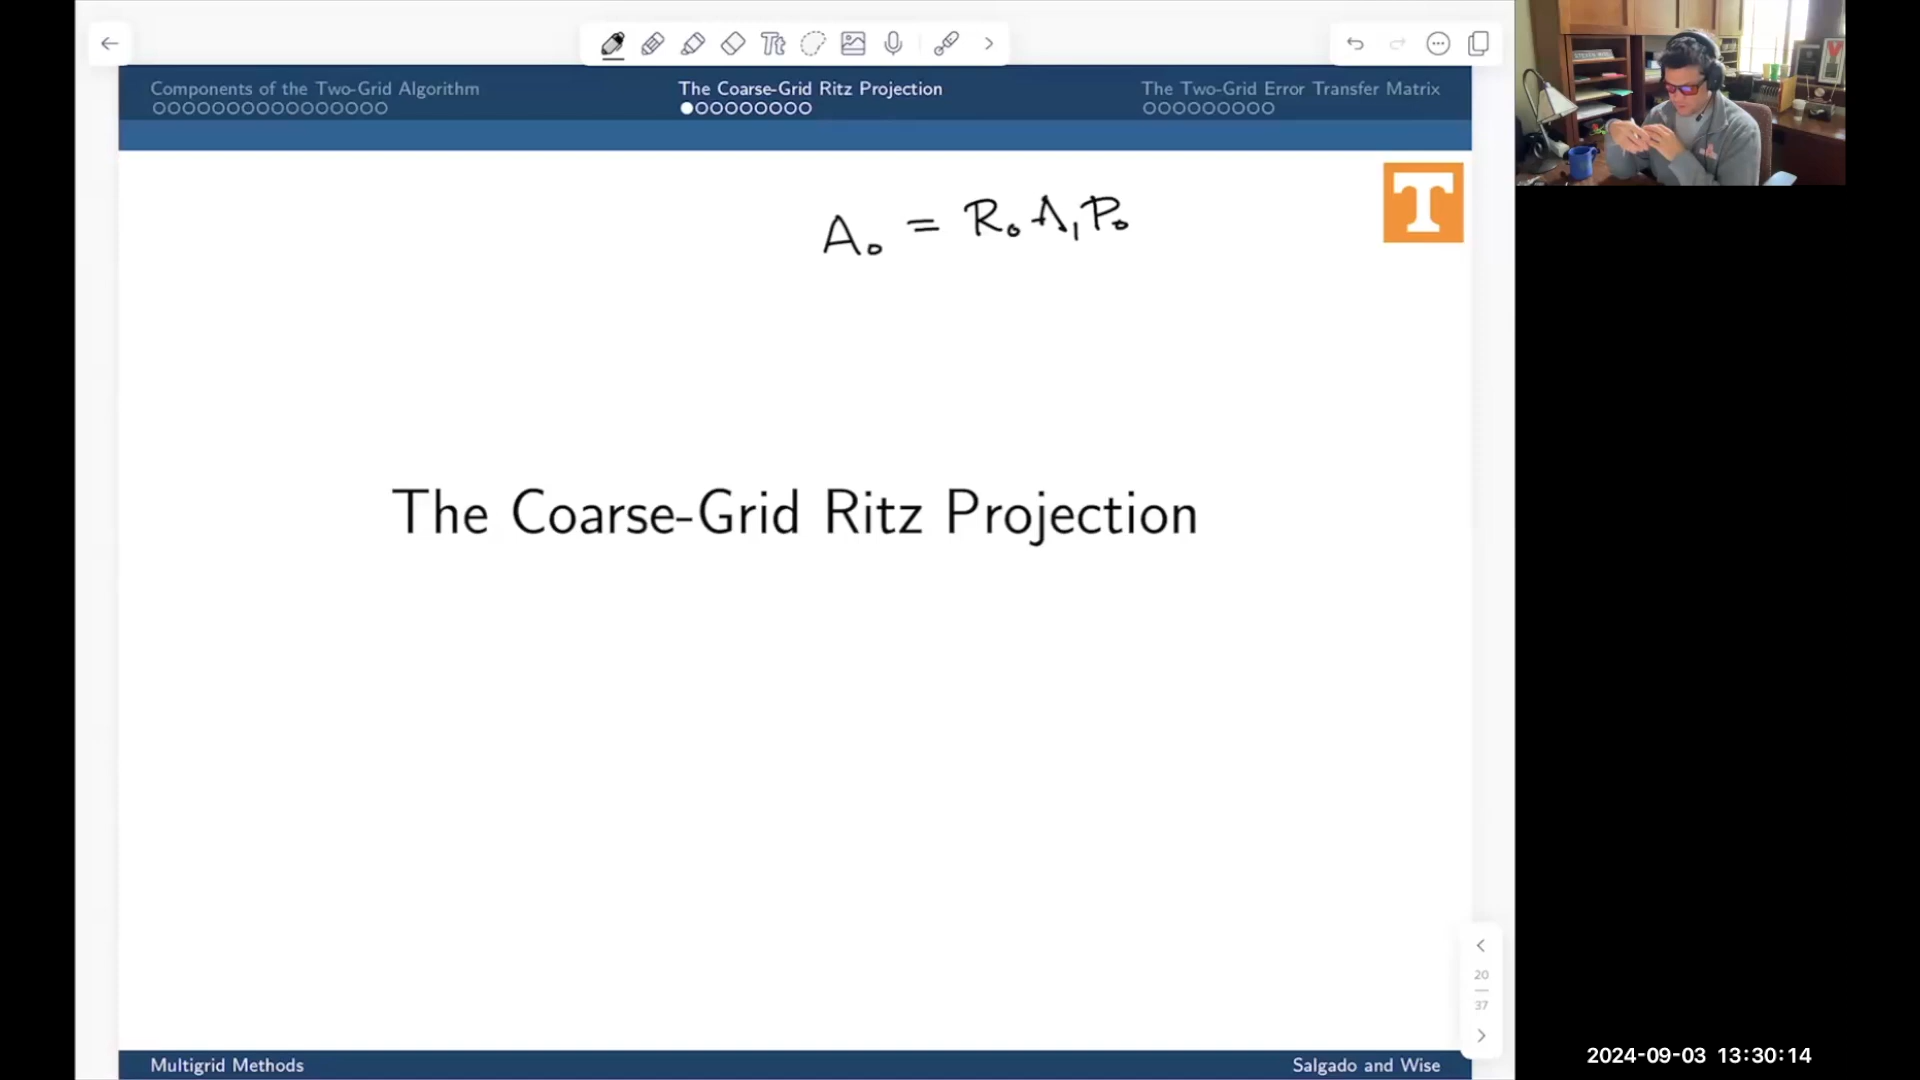 Components of the Two-Grid Algorithm
The Coarse-Grid Ritz Projection
The Two-Grid Error Transfer Matrix
T
A₀ = R₀A₁P₀
The Coarse-Grid Ritz Projection
20
37
Multigrid Methods
Salgado and Wise
2024-09-03 13:30:14